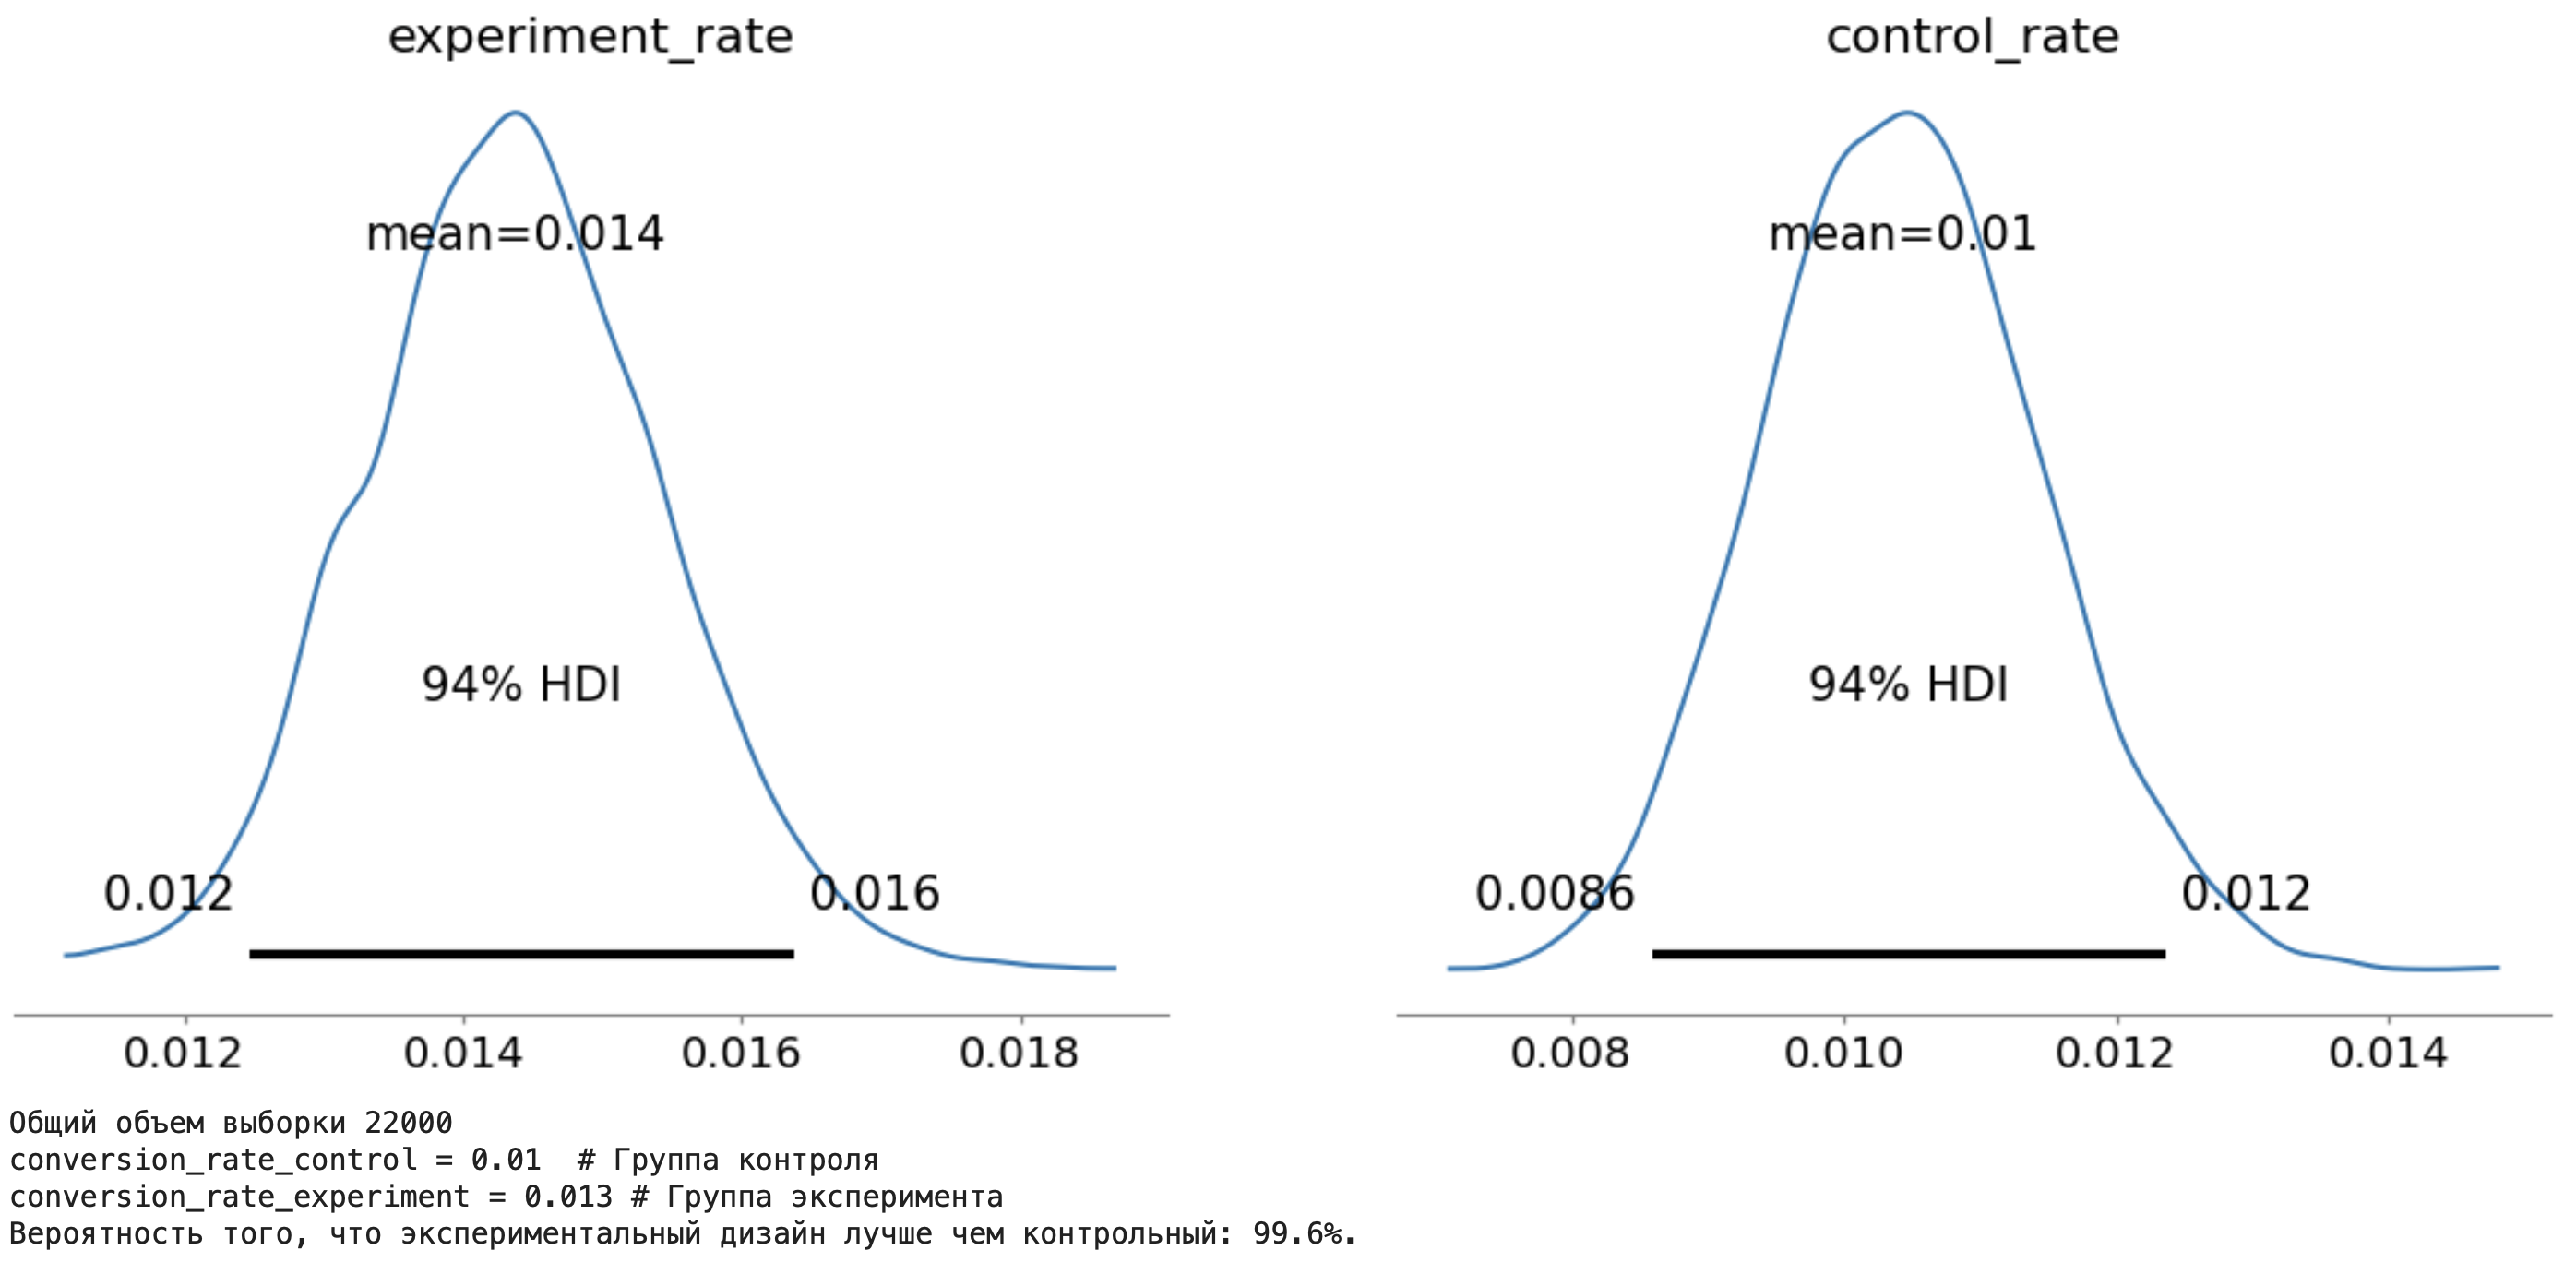 experiment_rate
mean=0.014
94% HDI
0.012
0.016
0.012 0.014 0.016 0.018
control_rate
mean=0.01
94% HDI
0.0086
0.012
0.008 0.010 0.012 0.014
Общий объем выборки 22000
conversion_rate_control = 0.01  # Группа контроля
conversion_rate_experiment = 0.013 # Группа эксперимента
Вероятность того, что экспериментальный дизайн лучше чем контрольный: 99.6%.